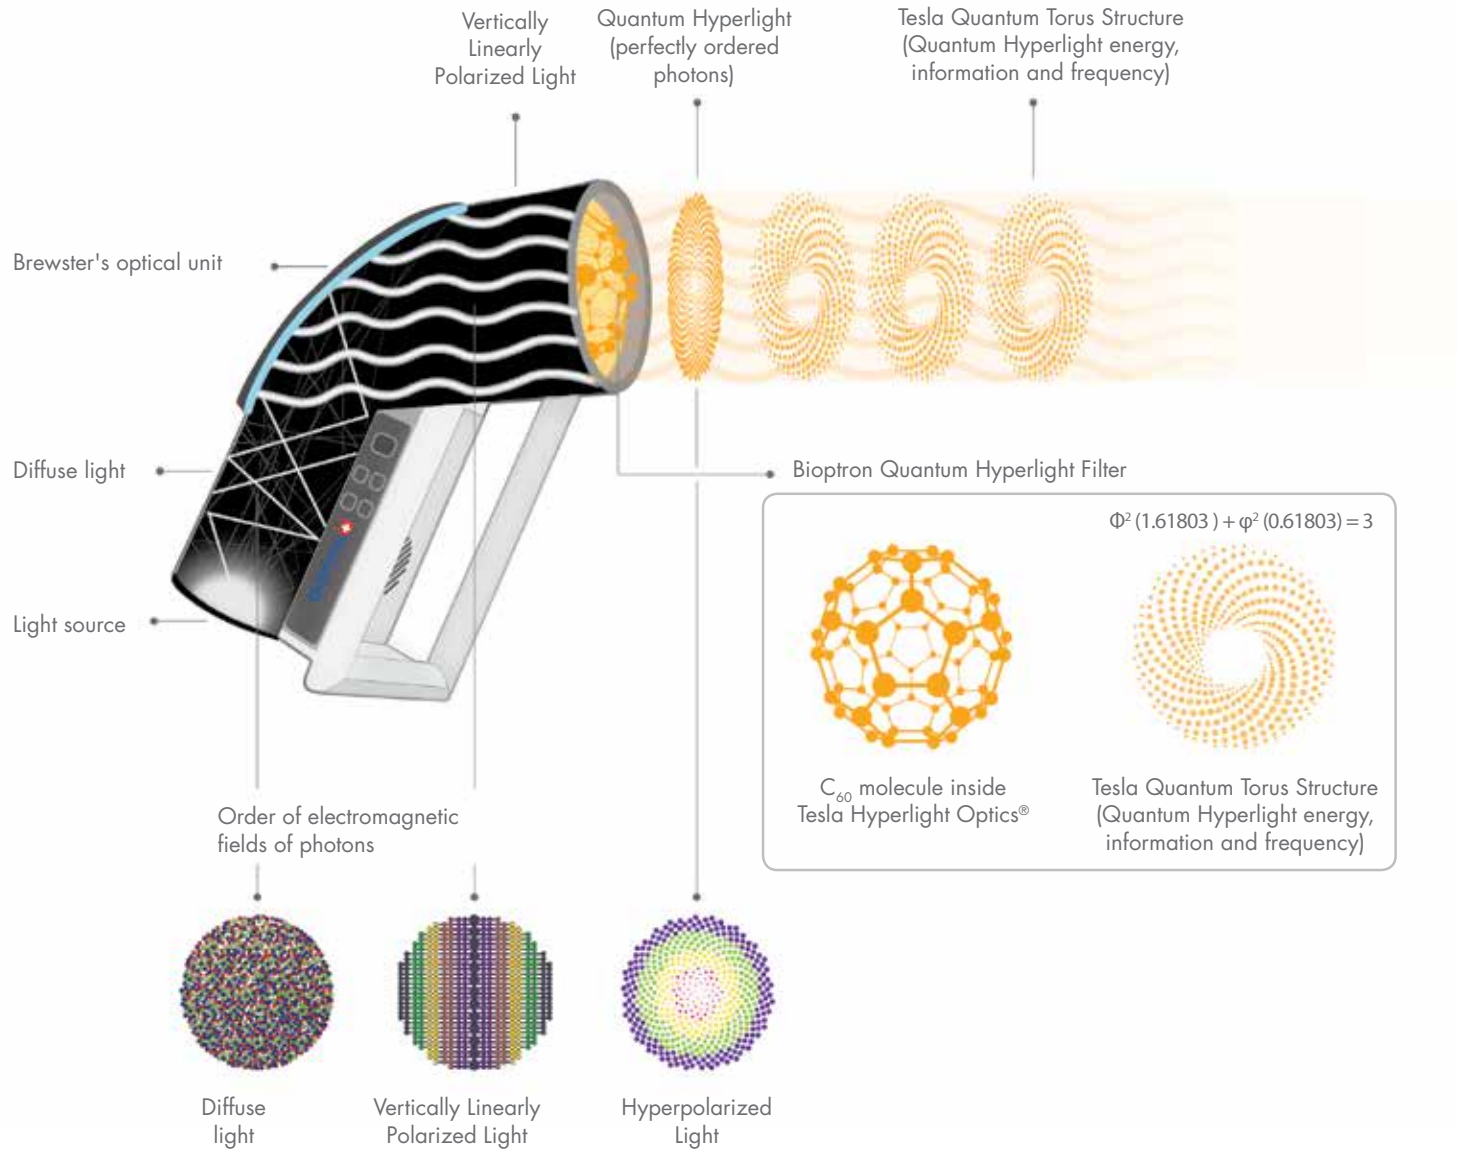 Vertically
Linearly
Polarized Light
Quantum Hyperlight
(perfectly ordered
photons)
Tesla Quantum Torus Structure
(Quantum Hyperlight energy,
information and frequency)
Brewster's optical unit
Diffuse light
Light source
Bioptron Quantum Hyperlight Filter
Φ² (1.61803 ) + φ² (0.61803) = 3
C₆₀ molecule inside
Tesla Hyperlight Optics®
Tesla Quantum Torus Structure
(Quantum Hyperlight energy,
information and frequency)
Order of electromagnetic
fields of photons
Diffuse
light
Vertically Linearly
Polarized Light
Hyperpolarized
Light